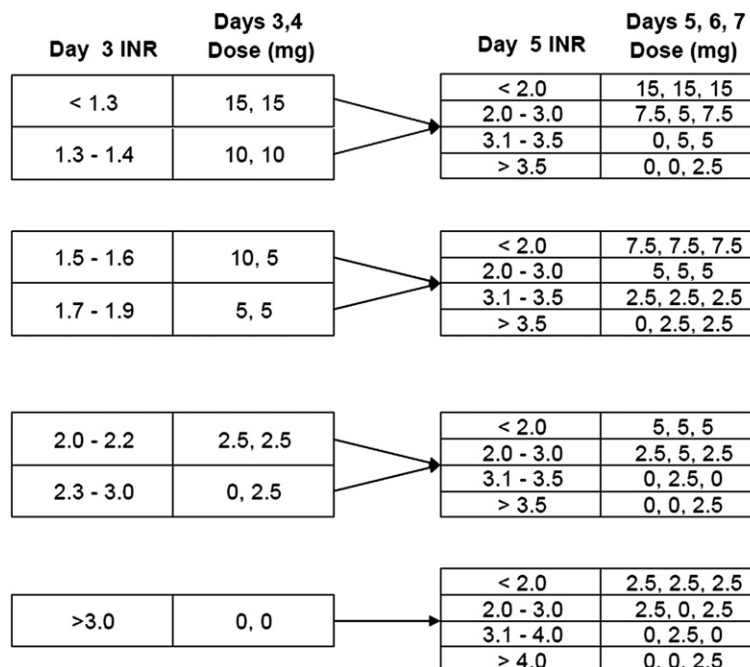 Day 3 INR Days 3,4 Dose (mg) Day 5 INR Days 5, 6, 7 Dose (mg)
< 1.3 15, 15
1.3 - 1.4 10, 10
< 2.0 15, 15, 15
2.0 - 3.0 7.5, 5, 7.5
3.1 - 3.5 0, 5, 5
> 3.5 0, 0, 2.5
1.5 - 1.6 10, 5
1.7 - 1.9 5, 5
< 2.0 7.5, 7.5, 7.5
2.0 - 3.0 5, 5, 5
3.1 - 3.5 2.5, 2.5, 2.5
> 3.5 0, 2.5, 2.5
2.0 - 2.2 2.5, 2.5
2.3 - 3.0 0, 2.5
< 2.0 5, 5, 5
2.0 - 3.0 2.5, 5, 2.5
3.1 - 3.5 0, 2.5, 0
> 3.5 0, 0, 2.5
>3.0 0, 0
< 2.0 2.5, 2.5, 2.5
2.0 - 3.0 2.5, 0, 2.5
3.1 - 4.0 0, 2.5, 0
> 4.0 0, 0, 2.5